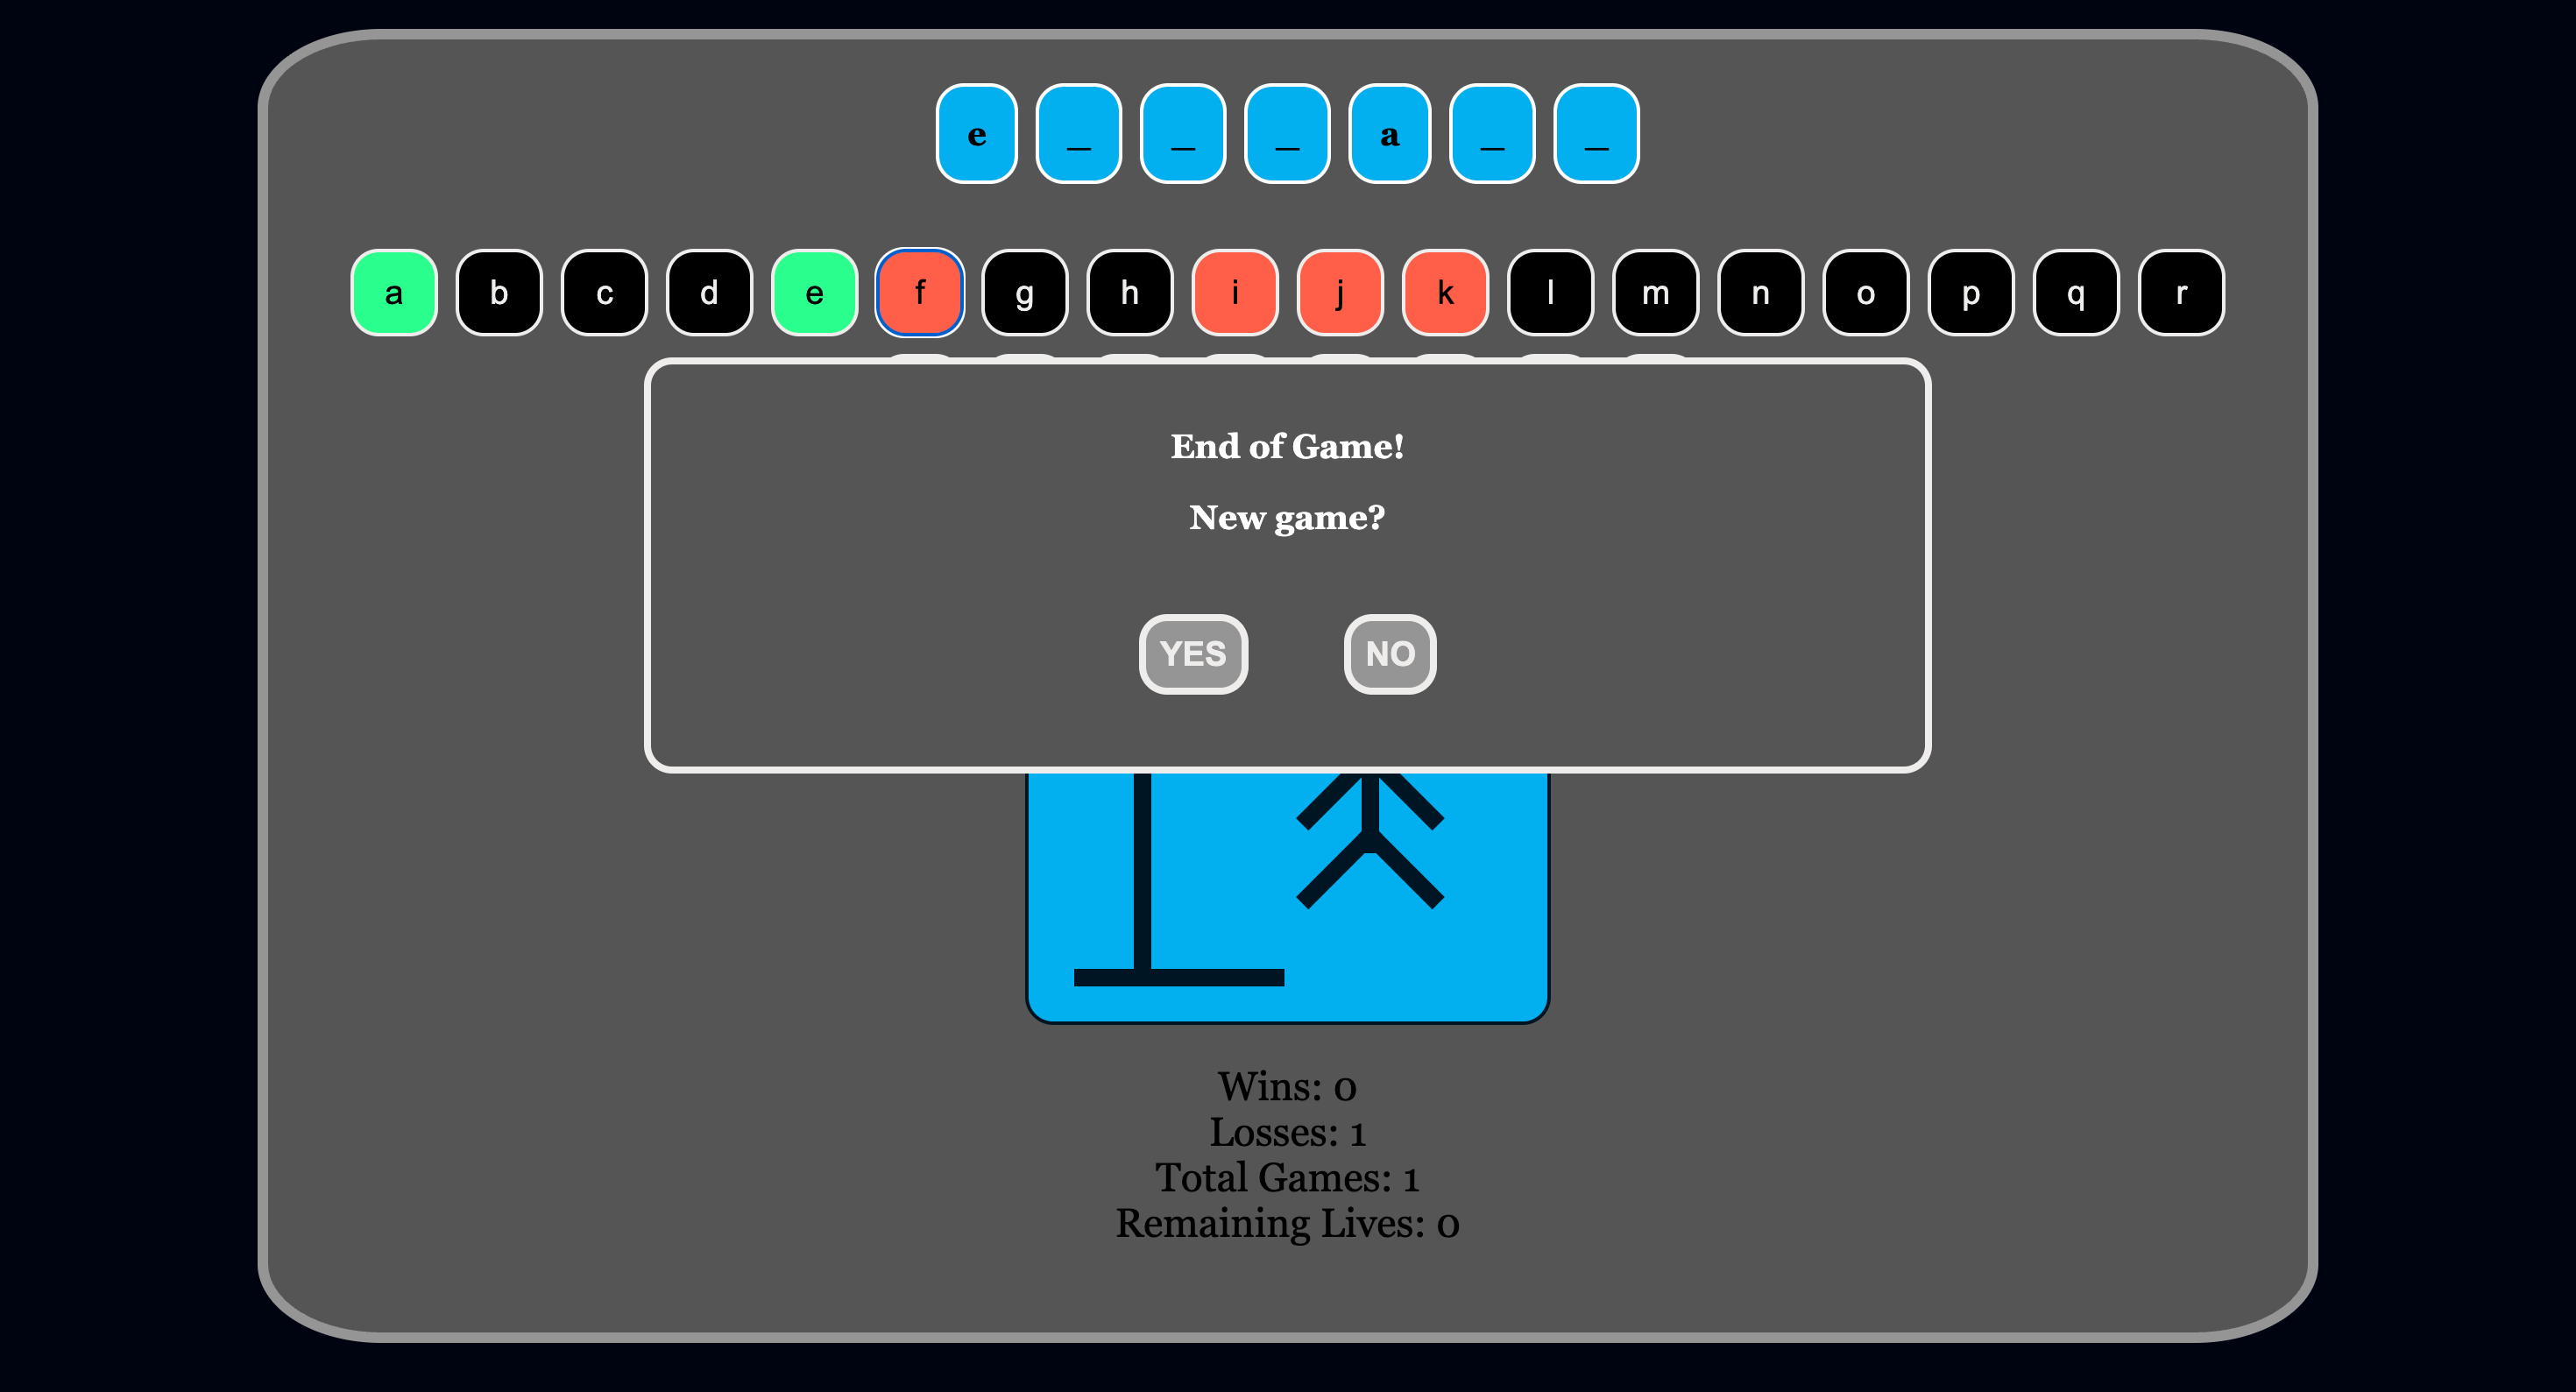 e _ _ _ a _ _
a b c d e f g h i j k l m n o p q r
End of Game!
New game?
YES NO
Wins: 0
Losses: 1
Total Games: 1
Remaining Lives: 0